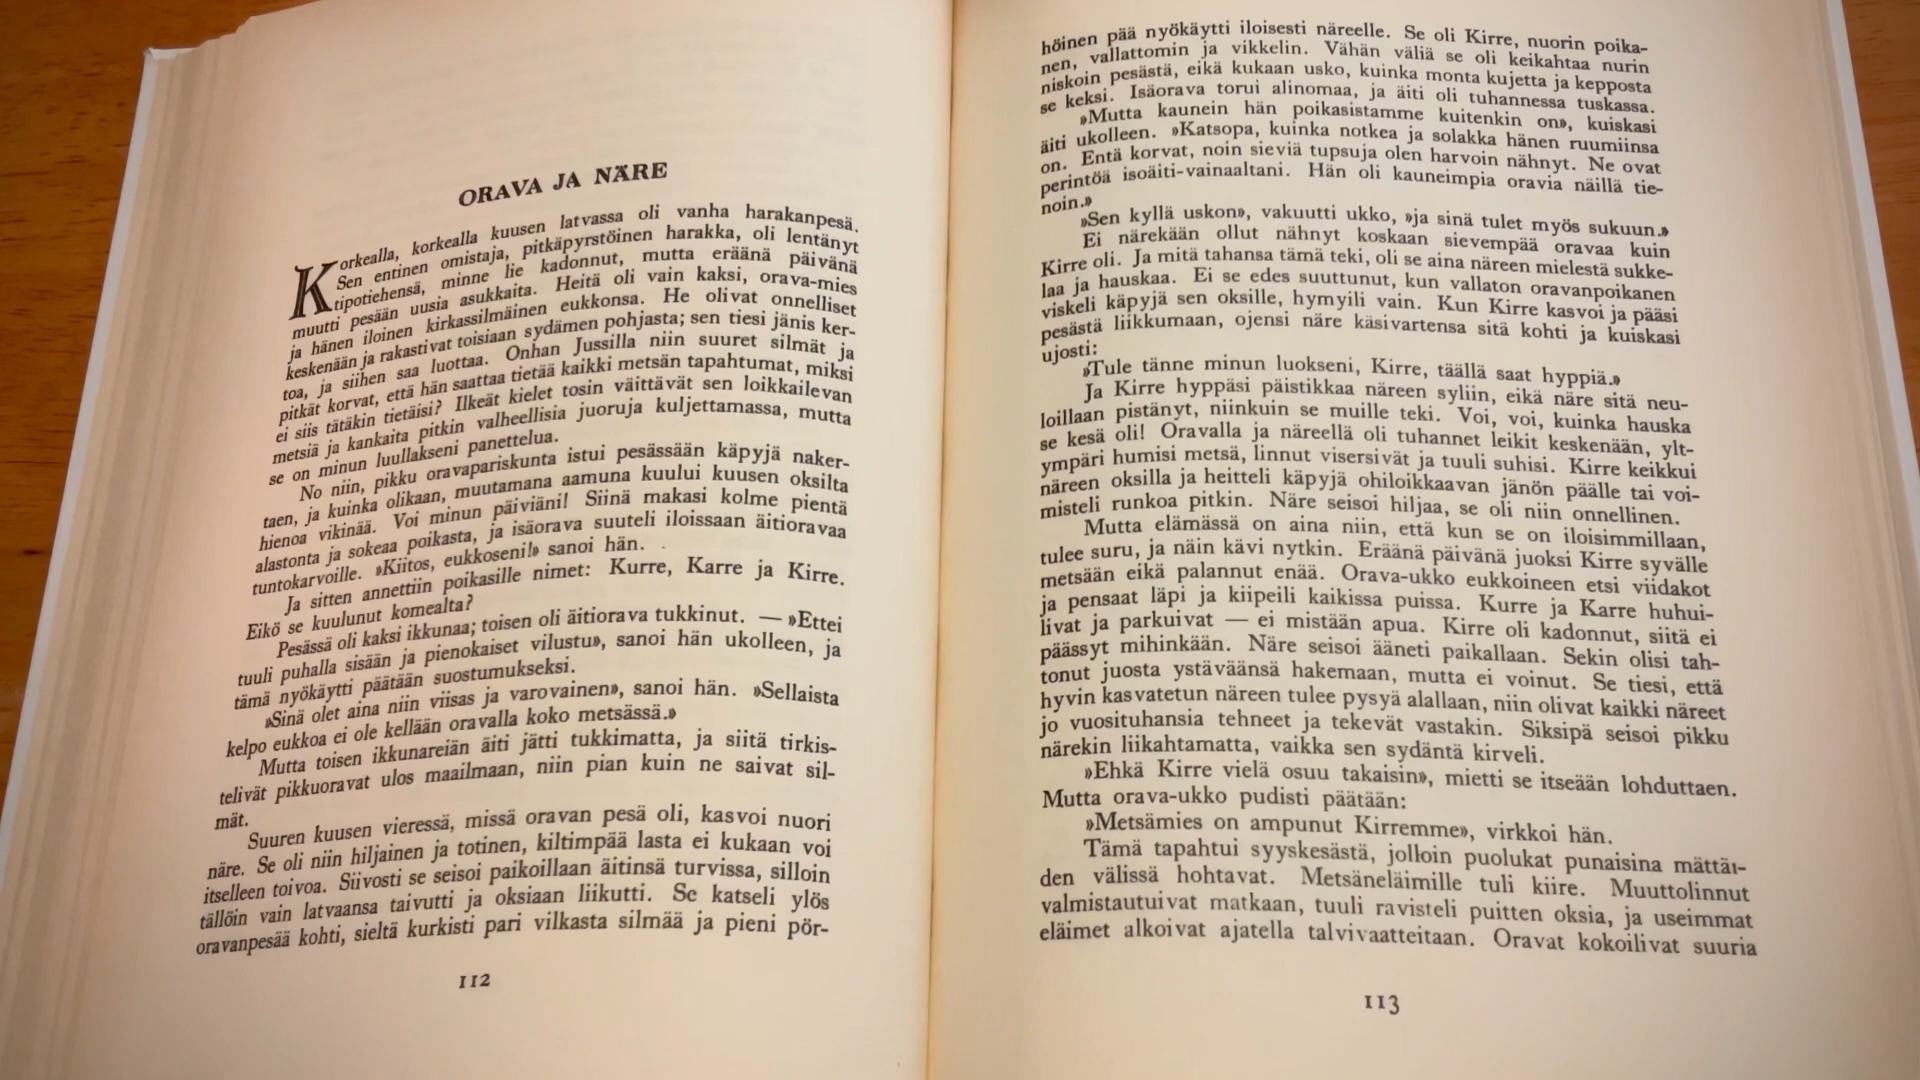 ORAVA JA NÄRE
Korkealla, korkealla kuusen latvassa oli vanha harakanpesä.
Sen entinen omistaja, pitkäpyrstöinen harakka, oli lentänyt
tipotiehensä, minne lie kadonnut, mutta eräänä päivänä
muutti pesään uusia asukkaita. Heitä oli vain kaksi, orava-mies
ja hänen iloinen kirkassilmäinen eukkonsa. He olivat onnelliset
keskenään ja rakastivat toisiaan sydämen pohjasta; sen tiesi jänis ker-
toa, ja siihen saa luottaa. Onhan Jussilla niin suuret silmät ja
pitkät korvat, että hän saattaa tietää kaikki metsän tapahtumat, miksi
ei siis tätäkin tietäisi? Ilkeät kielet tosin väittävät sen loikkailevan
metsiä ja kankaita pitkin valheellisia juoruja kuljettamassa, mutta
se on minun luullakseni panettelua.
No niin, pikku oravapariskunta istui pesässään käpyjä naker-
taen, ja kuinka olikaan, muutamana aamuna kuului kuusen oksilta
hienoa vikinää. Voi minun päiviäni! Siinä makasi kolme pientä
alastonta ja sokeaa poikasta, ja isäorava suuteli iloissaan äitioravaa
tuntokarvoille. »Kiitos, eukkoseni!» sanoi hän.
Ja sitten annettiin poikasille nimet: Kurre, Karre ja Kirre.
Eikö se kuulunut komealta?
Pesässä oli kaksi ikkunaa; toisen oli äitiorava tukkinut. — »Ettei
tuuli puhalla sisään ja pienokaiset vilustu», sanoi hän ukolleen, ja
tämä nyökäytti päätään suostumukseksi.
»Sinä olet aina niin viisas ja varovainen», sanoi hän. »Sellaista
kelpo eukkoa ei ole kellään oravalla koko metsässä.»
Mutta toisen ikkunareiän äiti jätti tukkimatta, ja siitä tirkis-
telivät pikkuoravat ulos maailmaan, niin pian kuin ne saivat sil-
mät.
Suuren kuusen vieressä, missä oravan pesä oli, kasvoi nuori
näre. Se oli niin hiljainen ja totinen, kiltimpää lasta ei kukaan voi
itselleen toivoa. Siivosti se seisoi paikoillaan äitinsä turvissa, silloin
tällöin vain latvaansa taivutti ja oksiaan liikutti. Se katseli ylös
oravanpesää kohti, sieltä kurkisti pari vilkasta silmää ja pieni pör-
112
höinen pää nyökäytti iloisesti näreelle. Se oli Kirre, nuorin poika-
nen, vallattomin ja vikkelin. Vähän väliä se oli keikahtaa nurin
niskoin pesästä, eikä kukaan usko, kuinka monta kujetta ja kepposta
se keksi. Isäorava torui alinomaa, ja äiti oli tuhannessa tuskassa.
»Mutta kaunein hän poikasistamme kuitenkin on», kuiskasi
äiti ukolleen. »Katsopa, kuinka notkea ja solakka hänen ruumiinsa
on. Entä korvat, noin sieviä tupsuja olen harvoin nähnyt. Ne ovat
perintöä isoäiti-vainaaltani. Hän oli kauneimpia oravia näillä tie-
noin.»
»Sen kyllä uskon», vakuutti ukko, »ja sinä tulet myös sukuun.»
Ei närekään ollut nähnyt koskaan sievempää oravaa kuin
Kirre oli. Ja mitä tahansa tämä teki, oli se aina näreen mielestä sukke-
laa ja hauskaa. Ei se edes suuttunut, kun vallaton oravanpoikanen
viskeli käpyjä sen oksille, hymyili vain. Kun Kirre kasvoi ja pääsi
pesästä liikkumaan, ojensi näre käsivartensa sitä kohti ja kuiskasi
ujosti:
»Tule tänne minun luokseni, Kirre, täällä saat hyppiä.»
Ja Kirre hyppäsi päistikkaa näreen syliin, eikä näre sitä neu-
loillaan pistänyt, niinkuin se muille teki. Voi, voi, kuinka hauska
se kesä oli! Oravalla ja näreellä oli tuhannet leikit keskenään, ylt-
ympäri humisi metsä, linnut visersivät ja tuuli suhisi. Kirre keikkui
näreen oksilla ja heitteli käpyjä ohiloikkaavan jänön päälle tai voi-
misteli runkoa pitkin. Näre seisoi hiljaa, se oli niin onnellinen.
Mutta elämässä on aina niin, että kun se on iloisimmillaan,
tulee suru, ja näin kävi nytkin. Eräänä päivänä juoksi Kirre syvälle
metsään eikä palannut enää. Orava-ukko eukkoineen etsi viidakot
ja pensaat läpi ja kiipeili kaikissa puissa. Kurre ja Karre huhui-
livat ja parkuivat — ei mistään apua. Kirre oli kadonnut, siitä ei
päässyt mihinkään. Näre seisoi ääneti paikallaan. Sekin olisi tah-
tonut juosta ystäväänsä hakemaan, mutta ei voinut. Se tiesi, että
hyvin kasvatetun näreen tulee pysyä alallaan, niin olivat kaikki näreet
jo vuosituhansia tehneet ja tekevät vastakin. Siksipä seisoi pikku
närekin liikahtamatta, vaikka sen sydäntä kirveli.
»Ehkä Kirre vielä osuu takaisin», mietti se itseään lohduttaen.
Mutta orava-ukko pudisti päätään:
»Metsämies on ampunut Kirremme», virkkoi hän.
Tämä tapahtui syyskesästä, jolloin puolukat punaisina mättäi-
den välissä hohtavat. Metsäneläimille tuli kiire. Muuttolinnut
valmistautuivat matkaan, tuuli ravisteli puitten oksia, ja useimmat
eläimet alkoivat ajatella talvivaatteitaan. Oravat kokoilivat suuria
113